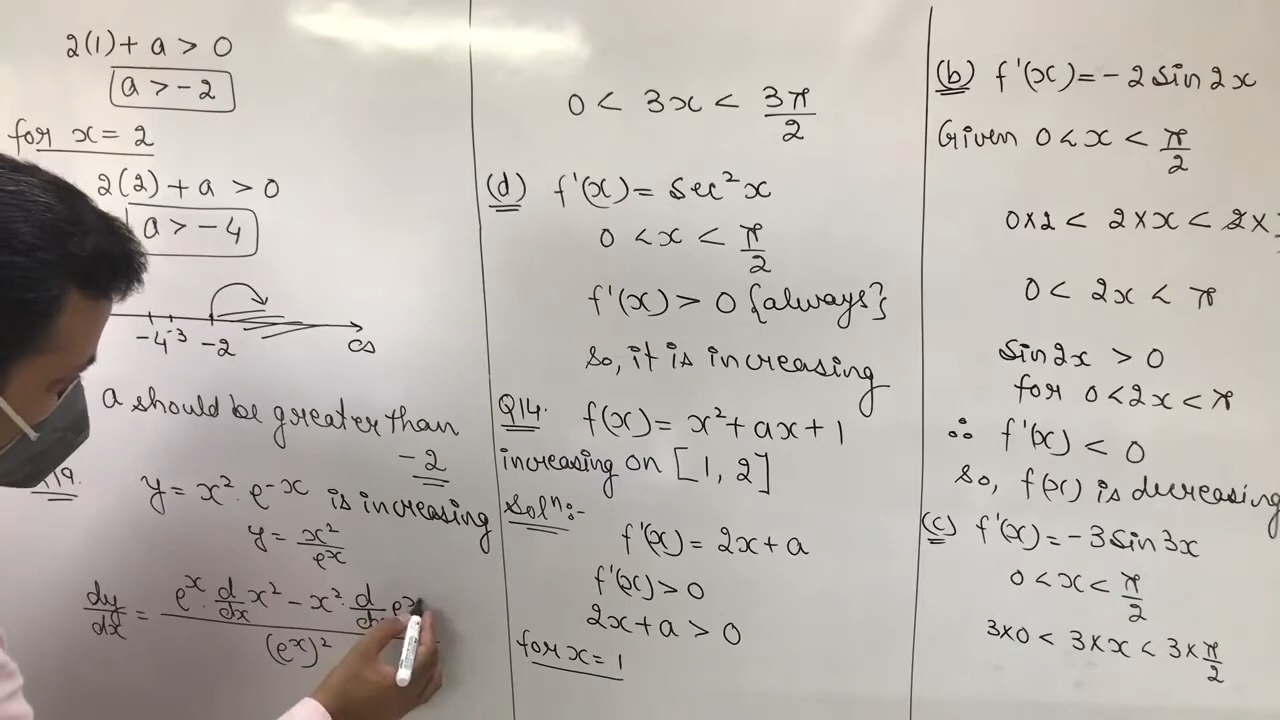 2(1) + a > 0
a > -2
for x = 2
2(2) + a > 0
a > -4
-4 -3 -2 ∞
a should be greater than
-2
19.
y = x² · e⁻ˣ is increasing
y = x²/eˣ
dy/dx = (eˣ · d/dx x² - x² · d/dx eˣ)/(eˣ)²
0 < 3x < 3π/2
(d) f'(x) = sec²x
0 < x < π/2
f'(x) > 0 {always}
so, it is increasing
Q14. f(x) = x² + ax + 1
increasing on [1, 2]
Solⁿ:-
f'(x) = 2x + a
f'(x) > 0
2x + a > 0
for x = 1
(b) f'(x) = -2 sin 2x
Given 0 < x < π/2
0×2 < 2×x < 2×
0 < 2x < π
Sin 2x > 0
for 0 < 2x < π
∴ f'(x) < 0
So, f(x) is decreasing
(c) f'(x) = -3 sin 3x
0 < x < π/2
3×0 < 3×x < 3×π/2